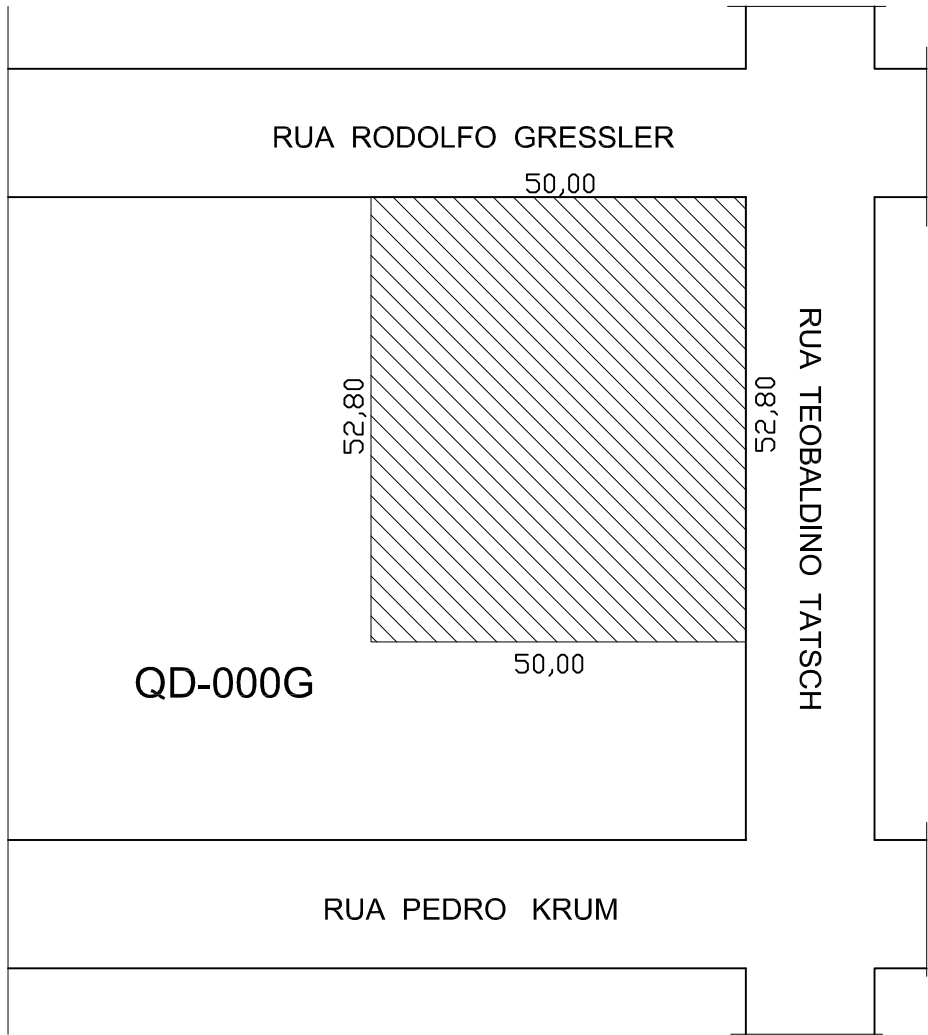 RUA RODOLFO GRESSLER
50,00
52,80
52,80
RUA TEOBALDINO TATSCH
50,00
QD-000G
RUA PEDRO KRUM